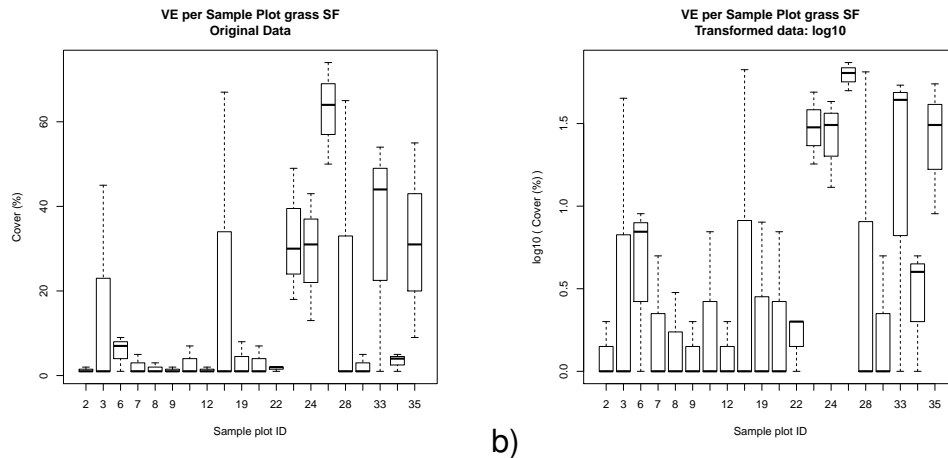 VE per Sample Plot grass SF
Original Data
Cover (%)
60
40
20
0
2 3 6 7 8 9 12 19 22 24 28 33 35
Sample plot ID
b)
VE per Sample Plot grass SF
Transformed data: log10
log10 ( Cover (%) )
1.5
1.0
0.5
0.0
2 3 6 7 8 9 12 19 22 24 28 33 35
Sample plot ID